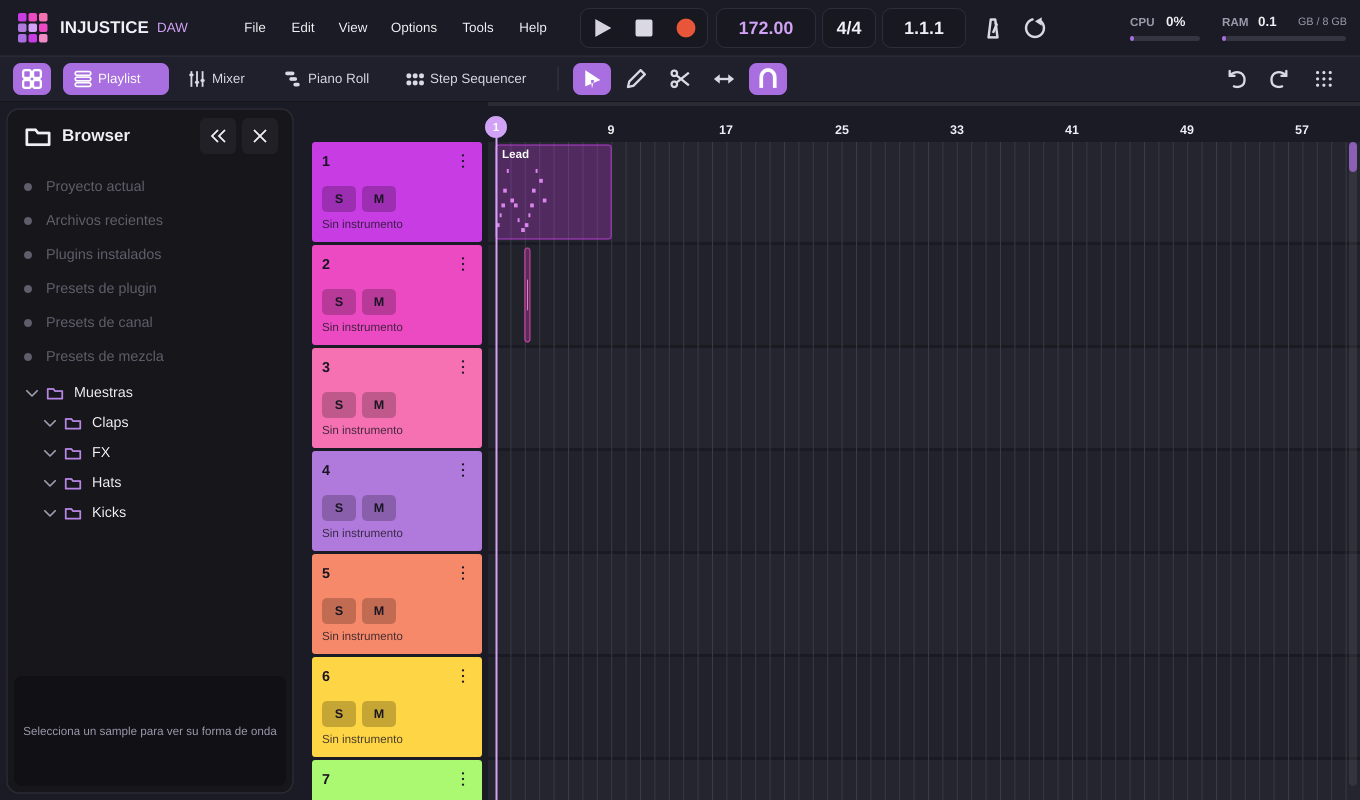 INJUSTICE DAW File Edit View Options Tools Help 172.00 4/4 1.1.1 CPU 0% RAM 0.1 GB / 8 GB
Playlist Mixer Piano Roll Step Sequencer
Browser
1 9 17 25 33 41 49 57
Proyecto actual
Archivos recientes
Plugins instalados
Presets de plugin
Presets de canal
Presets de mezcla
Muestras
Claps
FX
Hats
Kicks
Selecciona un sample para ver su forma de onda
1
S M
Sin instrumento
Lead
2
S M
Sin instrumento
3
S M
Sin instrumento
4
S M
Sin instrumento
5
S M
Sin instrumento
6
S M
Sin instrumento
7